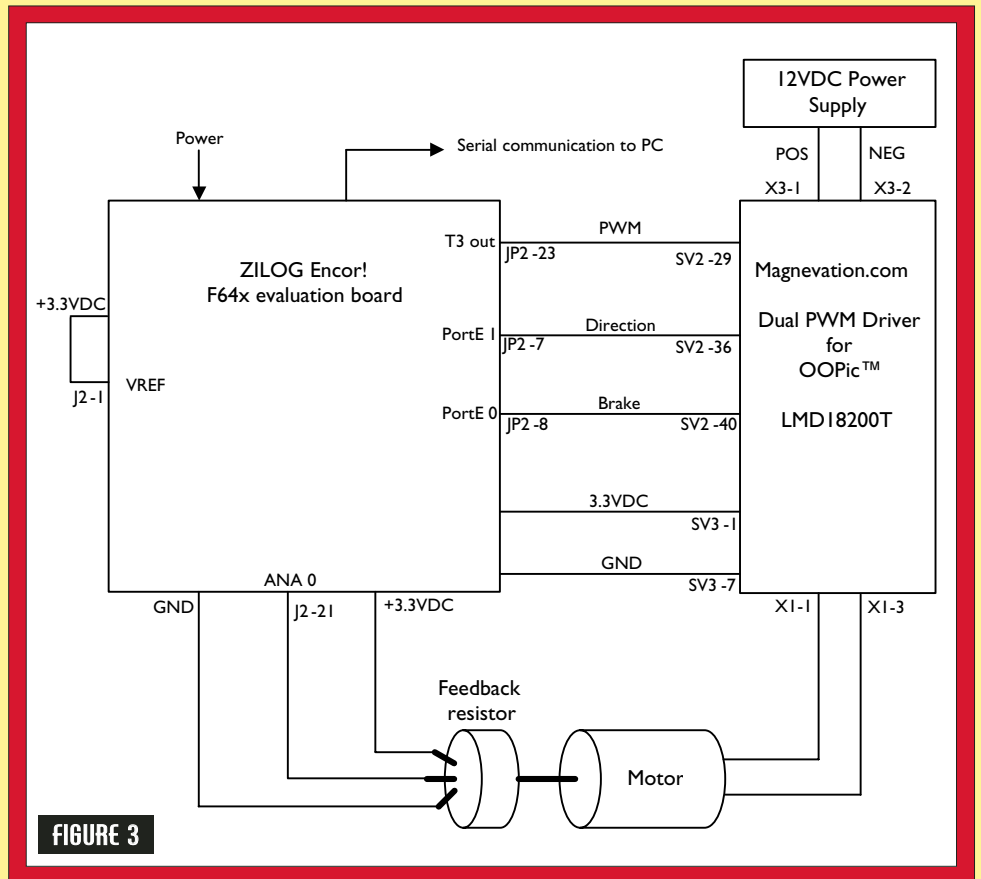 12VDC Power
Supply
Power
Serial communication to PC
POS
NEG
X3-1
X3-2
T3 out
PWM
JP2 -23
SV2 -29
ZILOG Encor!
F64x evaluation board
Magnevation.com
Dual PWM Driver
for
OOPic™
LMD18200T
+3.3VDC
J2-1
VREF
PortE 1
Direction
JP2 -7
SV2 -36
PortE 0
Brake
JP2 -8
SV2 -40
3.3VDC
SV3 -1
GND
SV3 -7
ANA 0
GND
J2-21
+3.3VDC
X1-1
X1-3
Feedback
resistor
Motor
FIGURE 3